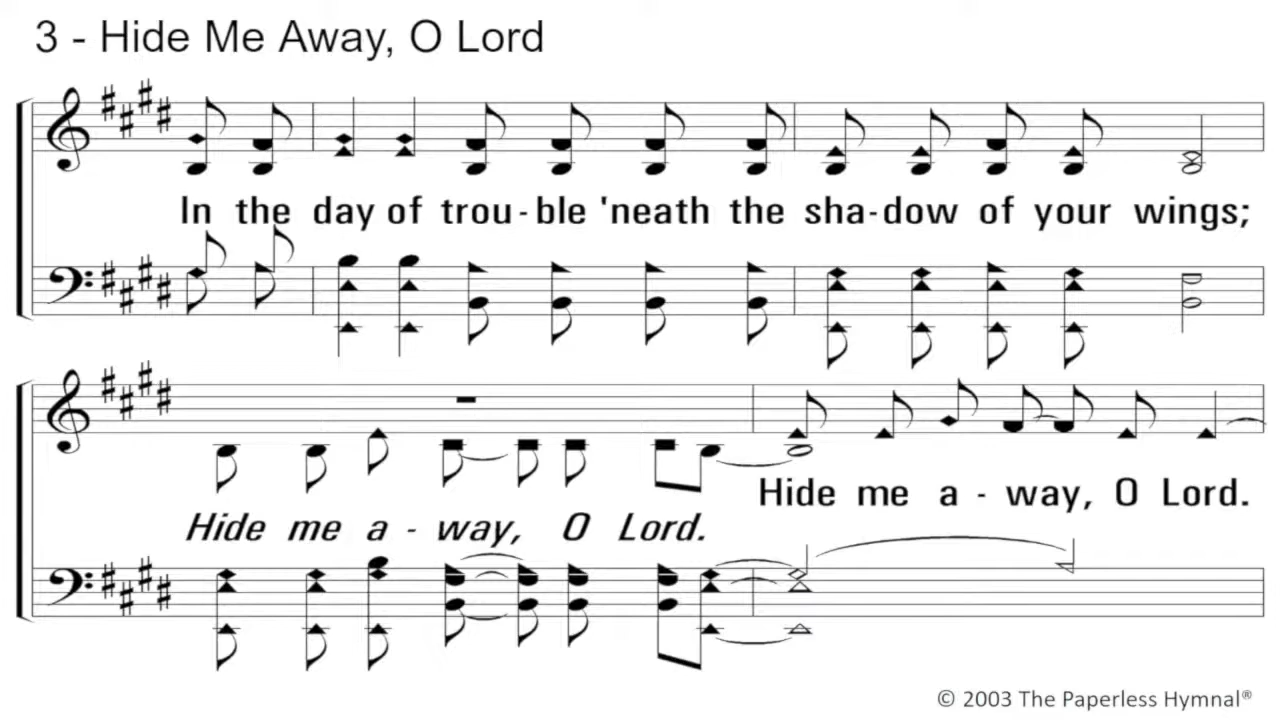 3 - Hide Me Away, O Lord
In the day of trou - ble 'neath the sha - dow of your wings;
Hide me a - way, O Lord.
Hide me a - way, O Lord.
© 2003 The Paperless Hymnal®